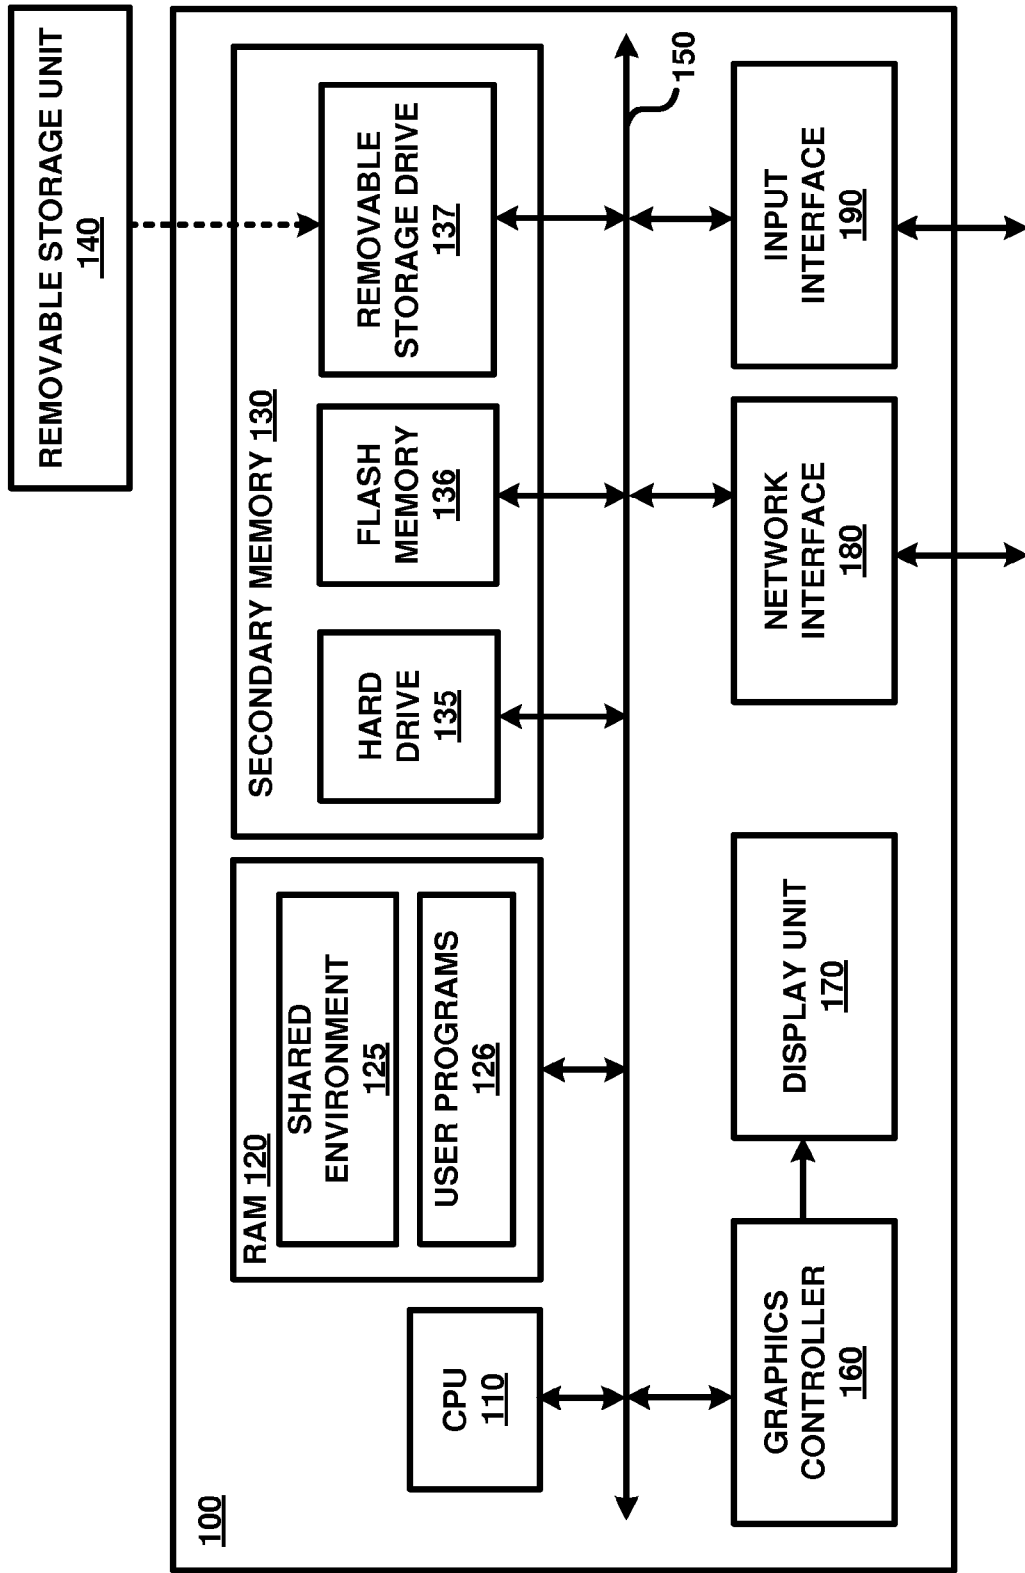 REMOVABLE STORAGE UNIT
140
100
CPU
110
RAM 120
SHARED
ENVIRONMENT
125
USER PROGRAMS
126
SECONDARY MEMORY 130
HARD
DRIVE
135
FLASH
MEMORY
136
REMOVABLE
STORAGE DRIVE
137
150
GRAPHICS
CONTROLLER
160
DISPLAY UNIT
170
NETWORK
INTERFACE
180
INPUT
INTERFACE
190